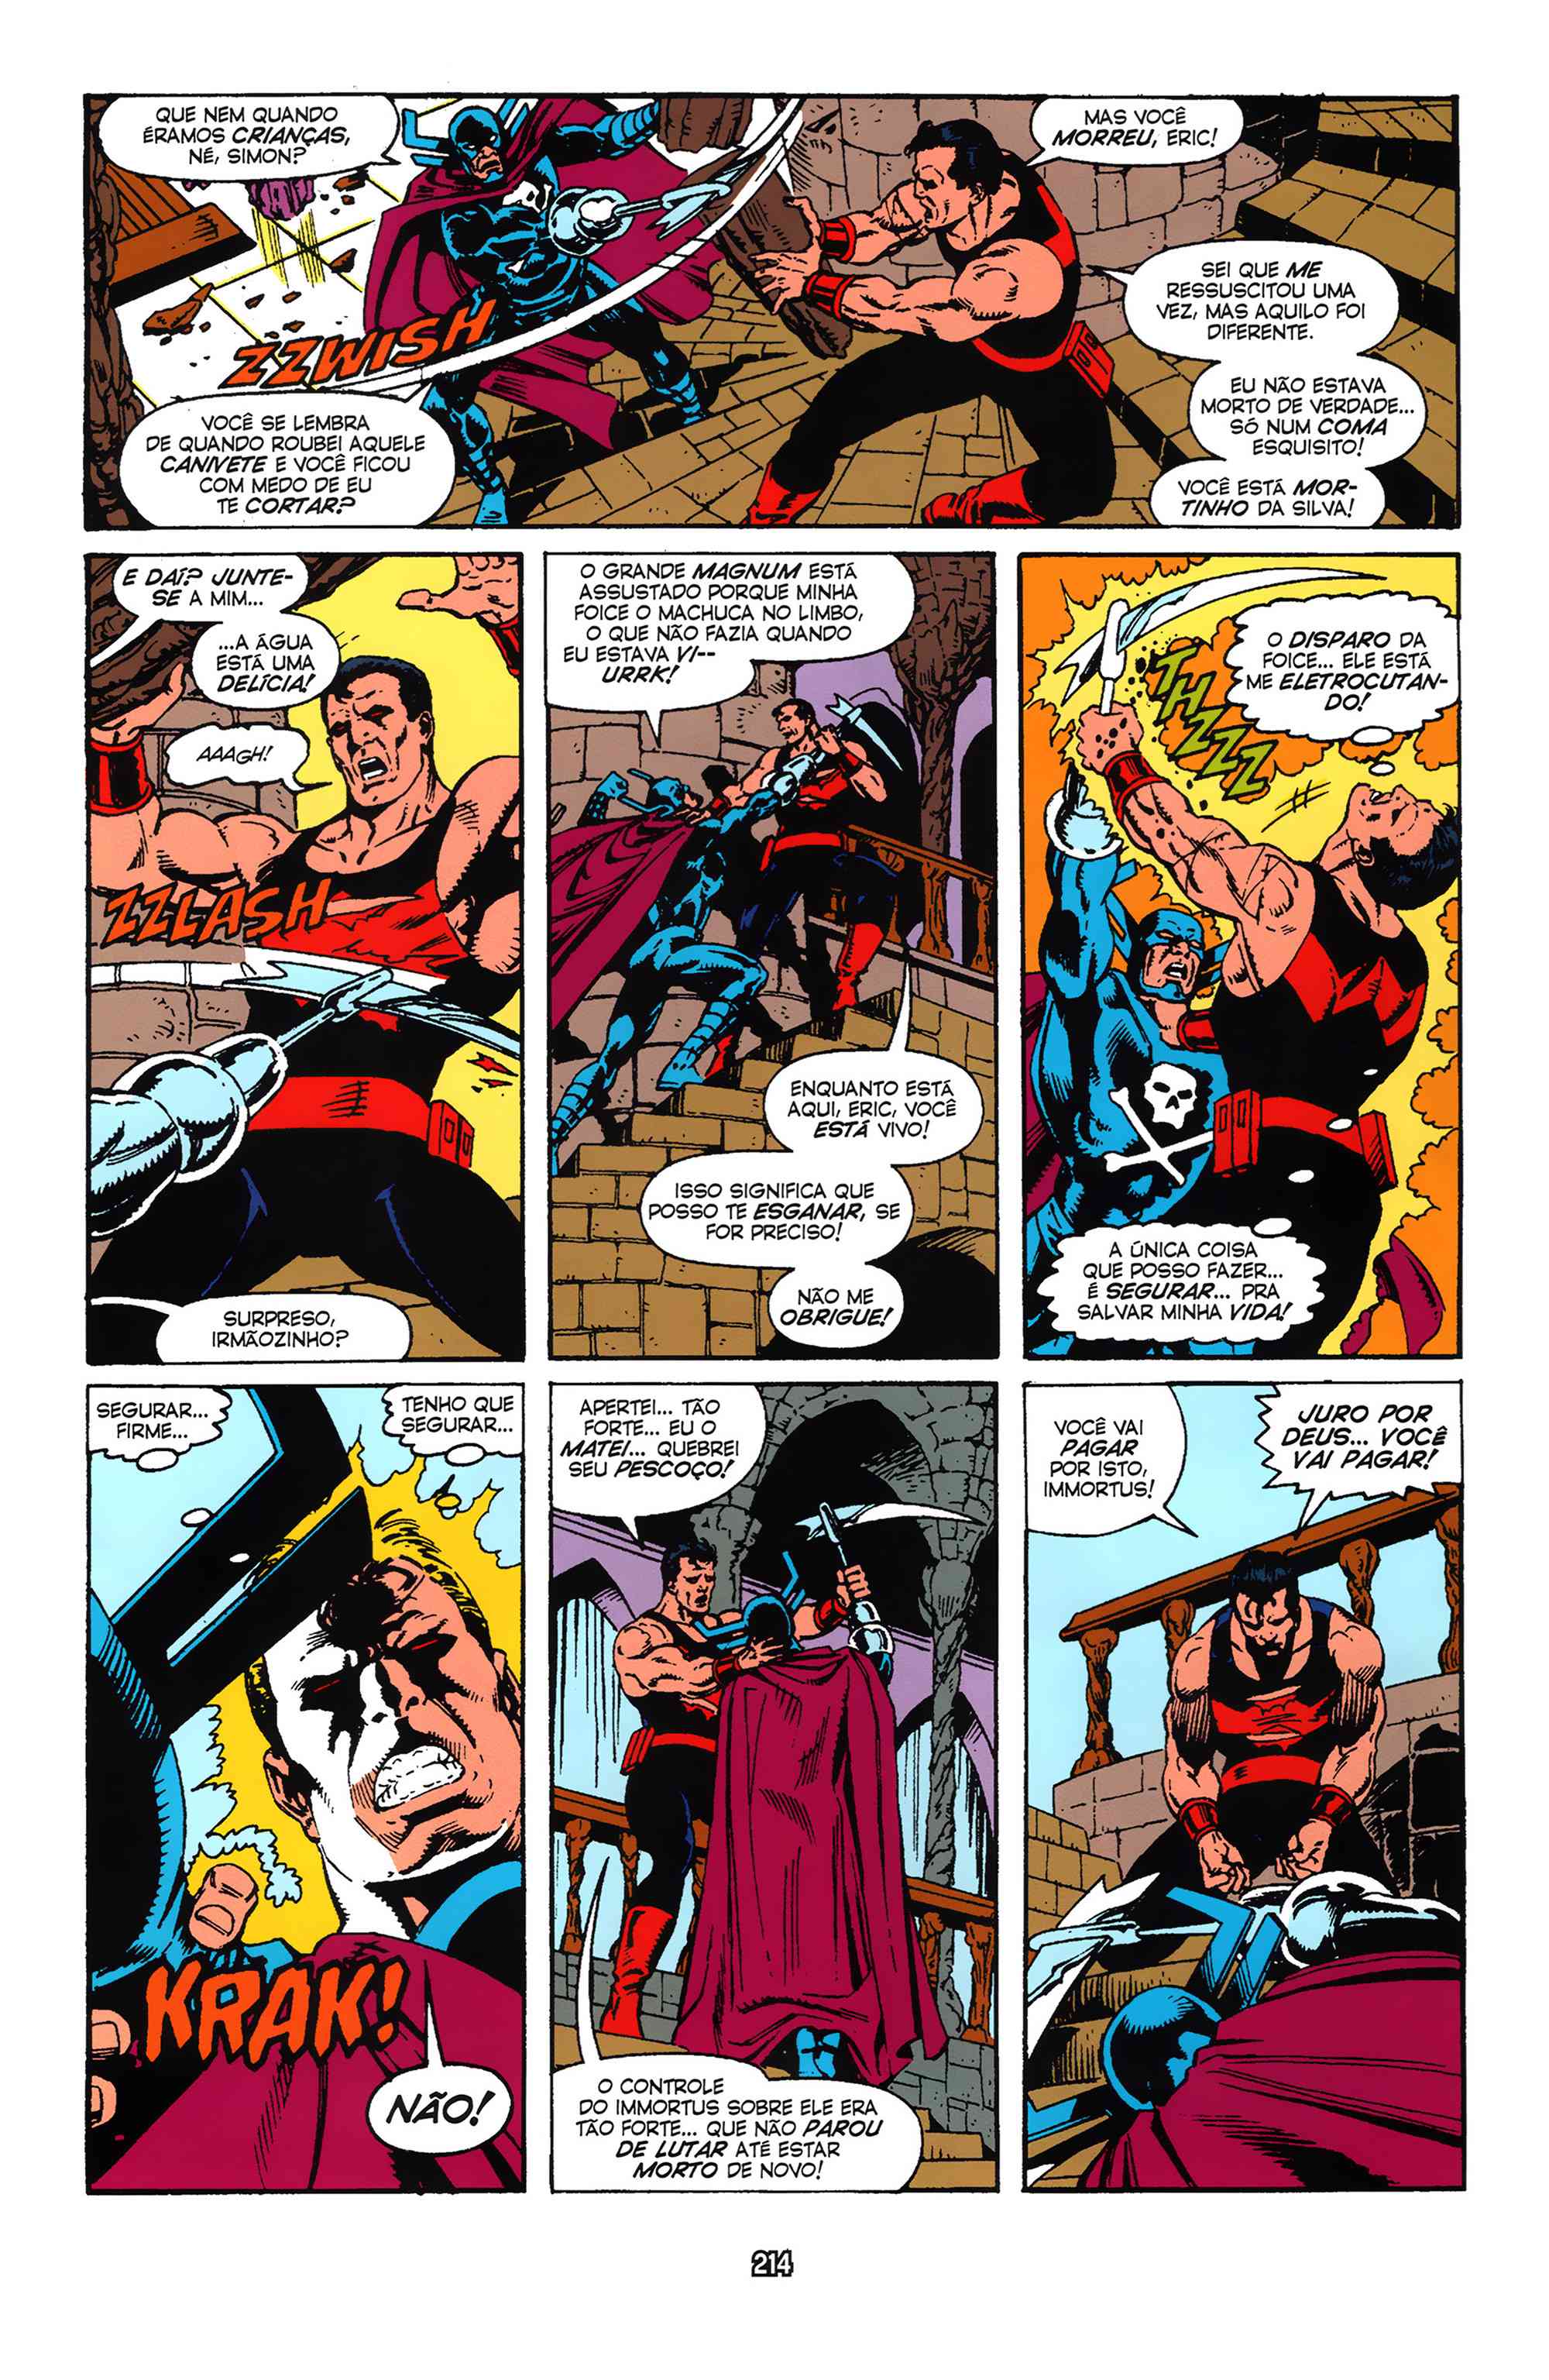 QUE NEM QUANDO
ÉRAMOS CRIANÇAS,
NÉ, SIMON?
MAS VOCÊ
MORREU, ERIC!
ZZWISH
SEI QUE ME
RESSUSCITOU UMA
VEZ, MAS AQUILO FOI
DIFERENTE.
VOCÊ SE LEMBRA
DE QUANDO ROUBEI AQUELE
CANIVETE E VOCÊ FICOU
COM MEDO DE EU
TE CORTAR?
EU NÃO ESTAVA
MORTO DE VERDADE...
SÓ NUM COMA
ESQUISITO!
VOCÊ ESTÁ MOR-
TINHO DA SILVA!
E DAÍ? JUNTE-
SE A MIM...
...A ÁGUA
ESTÁ UMA
DELÍCIA!
AAAGH!
ZZLASH
SURPRESO,
IRMÃOZINHO?
O GRANDE MAGNUM ESTÁ
ASSUSTADO PORQUE MINHA
FOICE O MACHUCA NO LIMBO,
O QUE NÃO FAZIA QUANDO
EU ESTAVA VI--
URRK!
ENQUANTO ESTÁ
AQUI, ERIC, VOCÊ
ESTÁ VIVO!
ISSO SIGNIFICA QUE
POSSO TE ESGANAR, SE
FOR PRECISO!
NÃO ME
OBRIGUE!
THZZZ
O DISPARO DA
FOICE... ELE ESTÁ
ME ELETROCUTAN-
DO!
A ÚNICA COISA
QUE POSSO FAZER...
É SEGURAR... PRA
SALVAR MINHA VIDA!
SEGURAR...
FIRME...
TENHO QUE
SEGURAR...
KRAK!
NÃO!
APERTEI... TÃO
FORTE... EU O
MATEI... QUEBREI
SEU PESCOÇO!
O CONTROLE
DO IMMORTUS SOBRE ELE ERA
TÃO FORTE... QUE NÃO PAROU
DE LUTAR ATÉ ESTAR
MORTO DE NOVO!
VOCÊ VAI
PAGAR
POR ISTO,
IMMORTUS!
JURO POR
DEUS... VOCÊ
VAI PAGAR!
214